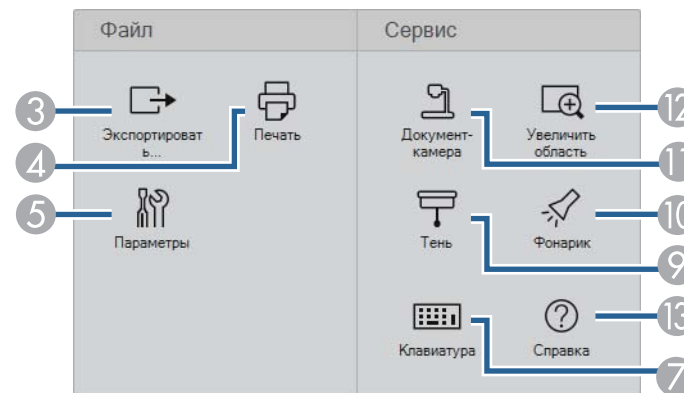 Файл
Сервис
3
Экспортироват
ь...
4
Печать
5
Параметры
Документ-
камера
11
Увеличить
область
12
Тень
9
Фонарик
10
Клавиатура
7
Справка
13